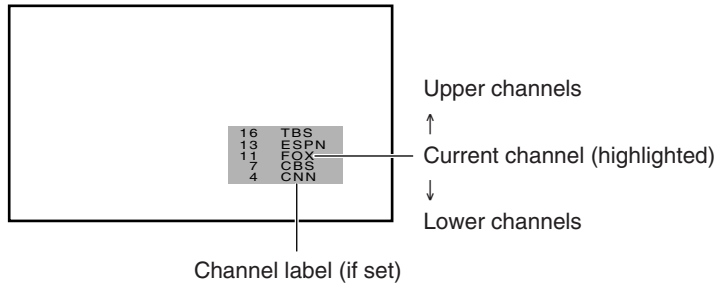 16 TBS
13 ESPN
11 FOX
7 CBS
4 CNN
Upper channels
↑
Current channel (highlighted)
↓
Lower channels
Channel label (if set)